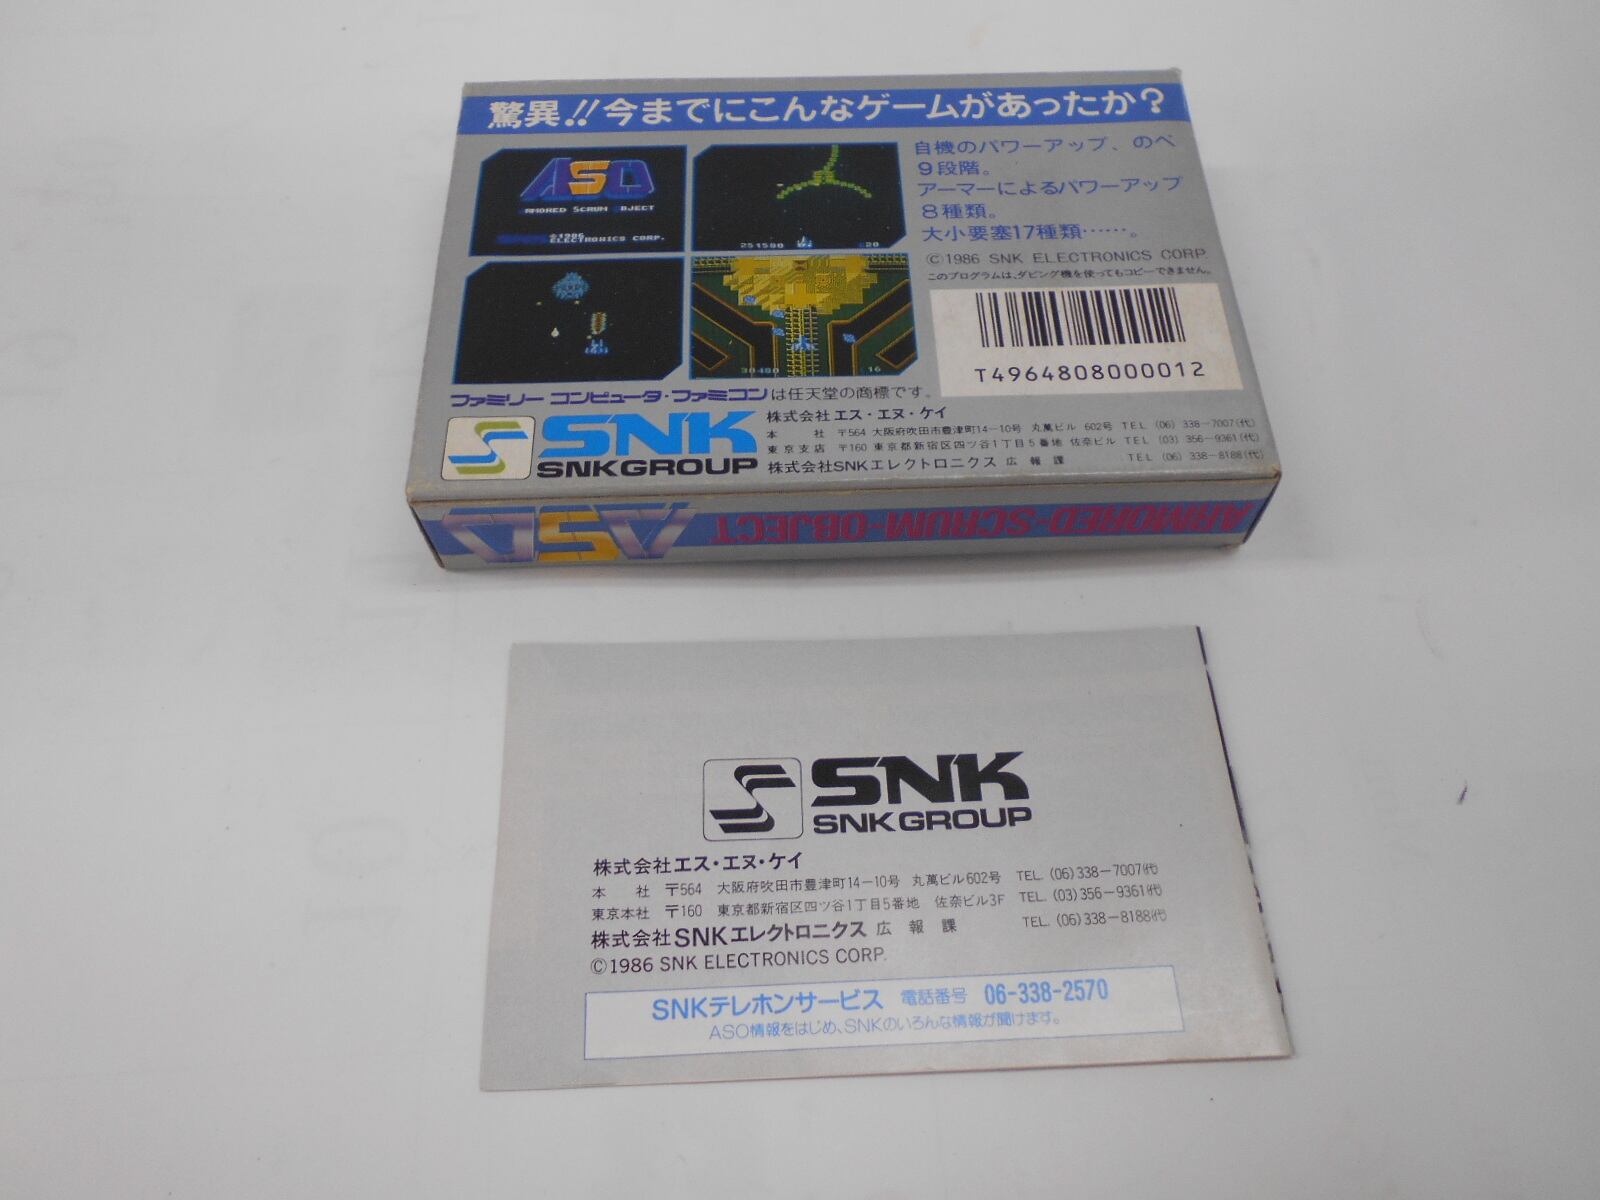 驚異!!今までにこんなゲームがあったか?
自機のパワーアップ、のべ
9段階。
アーマーによるパワーアップ
8種類。
大小要塞17種類……。
©1986 SNK ELECTRONICS CORP.
このプログラムは、ダビング機を使ってもコピーできません。
ASO
ARMORED SCRUM OBJECT
©1986
ELECTRONICS CORP.
251500 20
30400 16
T4964808000012
ファミリーコンピュータ・ファミコンは任天堂の商標です。
SNK
SNK GROUP
株式会社エス・エヌ・ケイ
本社 〒564 大阪府吹田市豊津町14-10号 丸萬ビル 602号 TEL (06) 338-7007(代)
東京支店 〒160 東京都新宿区四ツ谷1丁目5番地 佐奈ビル TEL (03) 356-9361(代)
株式会社SNKエレクトロニクス 広報課 TEL (06) 338-8188(代)
ASO ARMORED-SCRUM-OBJECT
SNK
SNK GROUP
株式会社エス・エヌ・ケイ
本社 〒564 大阪府吹田市豊津町14-10号 丸萬ビル602号 TEL. (06)338-7007(代)
東京本社 〒160 東京都新宿区四ツ谷1丁目5番地 佐奈ビル3F TEL. (03)356-9361(代)
株式会社SNKエレクトロニクス 広報課 TEL. (06)338-8188(代)
©1986 SNK ELECTRONICS CORP.
SNKテレホンサービス 電話番号 06-338-2570
ASO情報をはじめ、SNKのいろんな情報が聞けます。